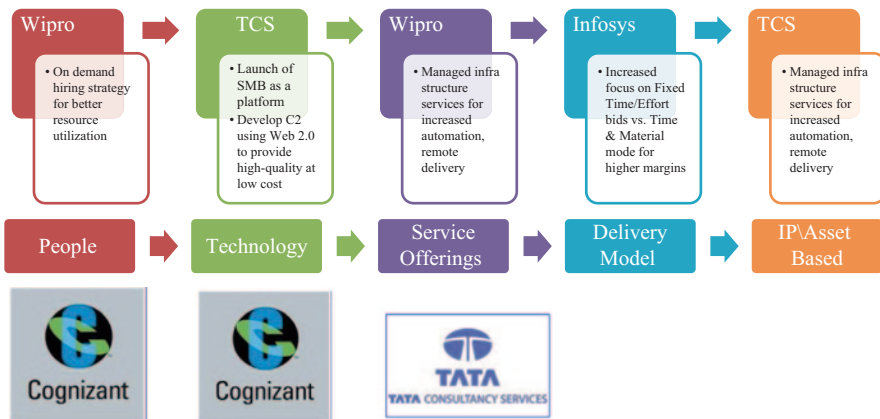 Wipro
• On demand
hiring strategy
for better
resource
utilization
TCS
• Launch of
SMB as a
platform
• Develop C2
using Web 2.0
to provide
high-quality at
low cost
Wipro
• Managed infra
structure
services for
increased
automation,
remote
delivery
Infosys
• Increased
focus on Fixed
Time/Effort
bids vs. Time
& Material
mode for
higher margins
TCS
• Managed infra
structure
services for
increased
automation,
remote
delivery
People
Technology
Service
Offerings
Delivery
Model
IP\Asset
Based
Cognizant
Cognizant
TATA
TATA CONSULTANCY SERVICES